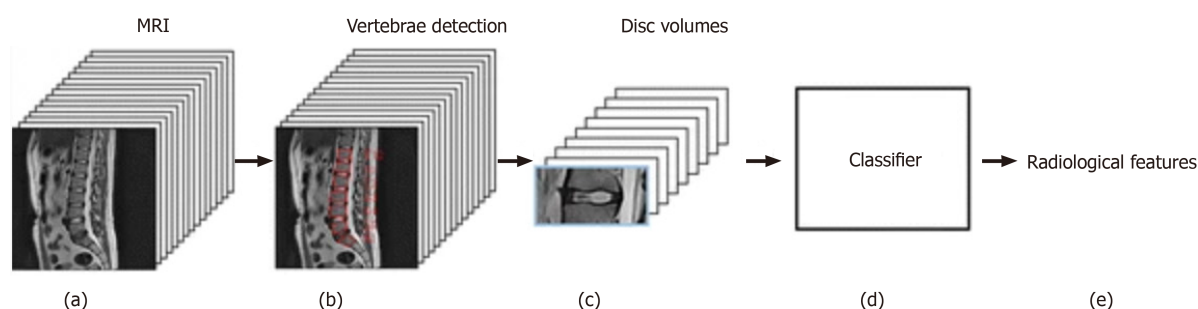 MRI
Vertebrae detection
Disc volumes
Classifier
Radiological features
(a)
(b)
(c)
(d)
(e)